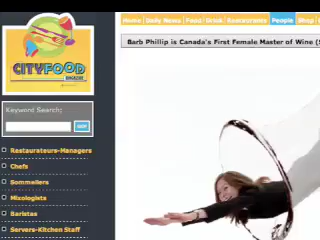 CITYFOOD
MAGAZINE
Home Daily News Food Drink Restaurants People Shop
Barb Phillip is Canada's First Female Master of Wine
Keyword Search:
Restaurateurs-Managers
Chefs
Sommeliers
Mixologists
Baristas
Servers-Kitchen Staff